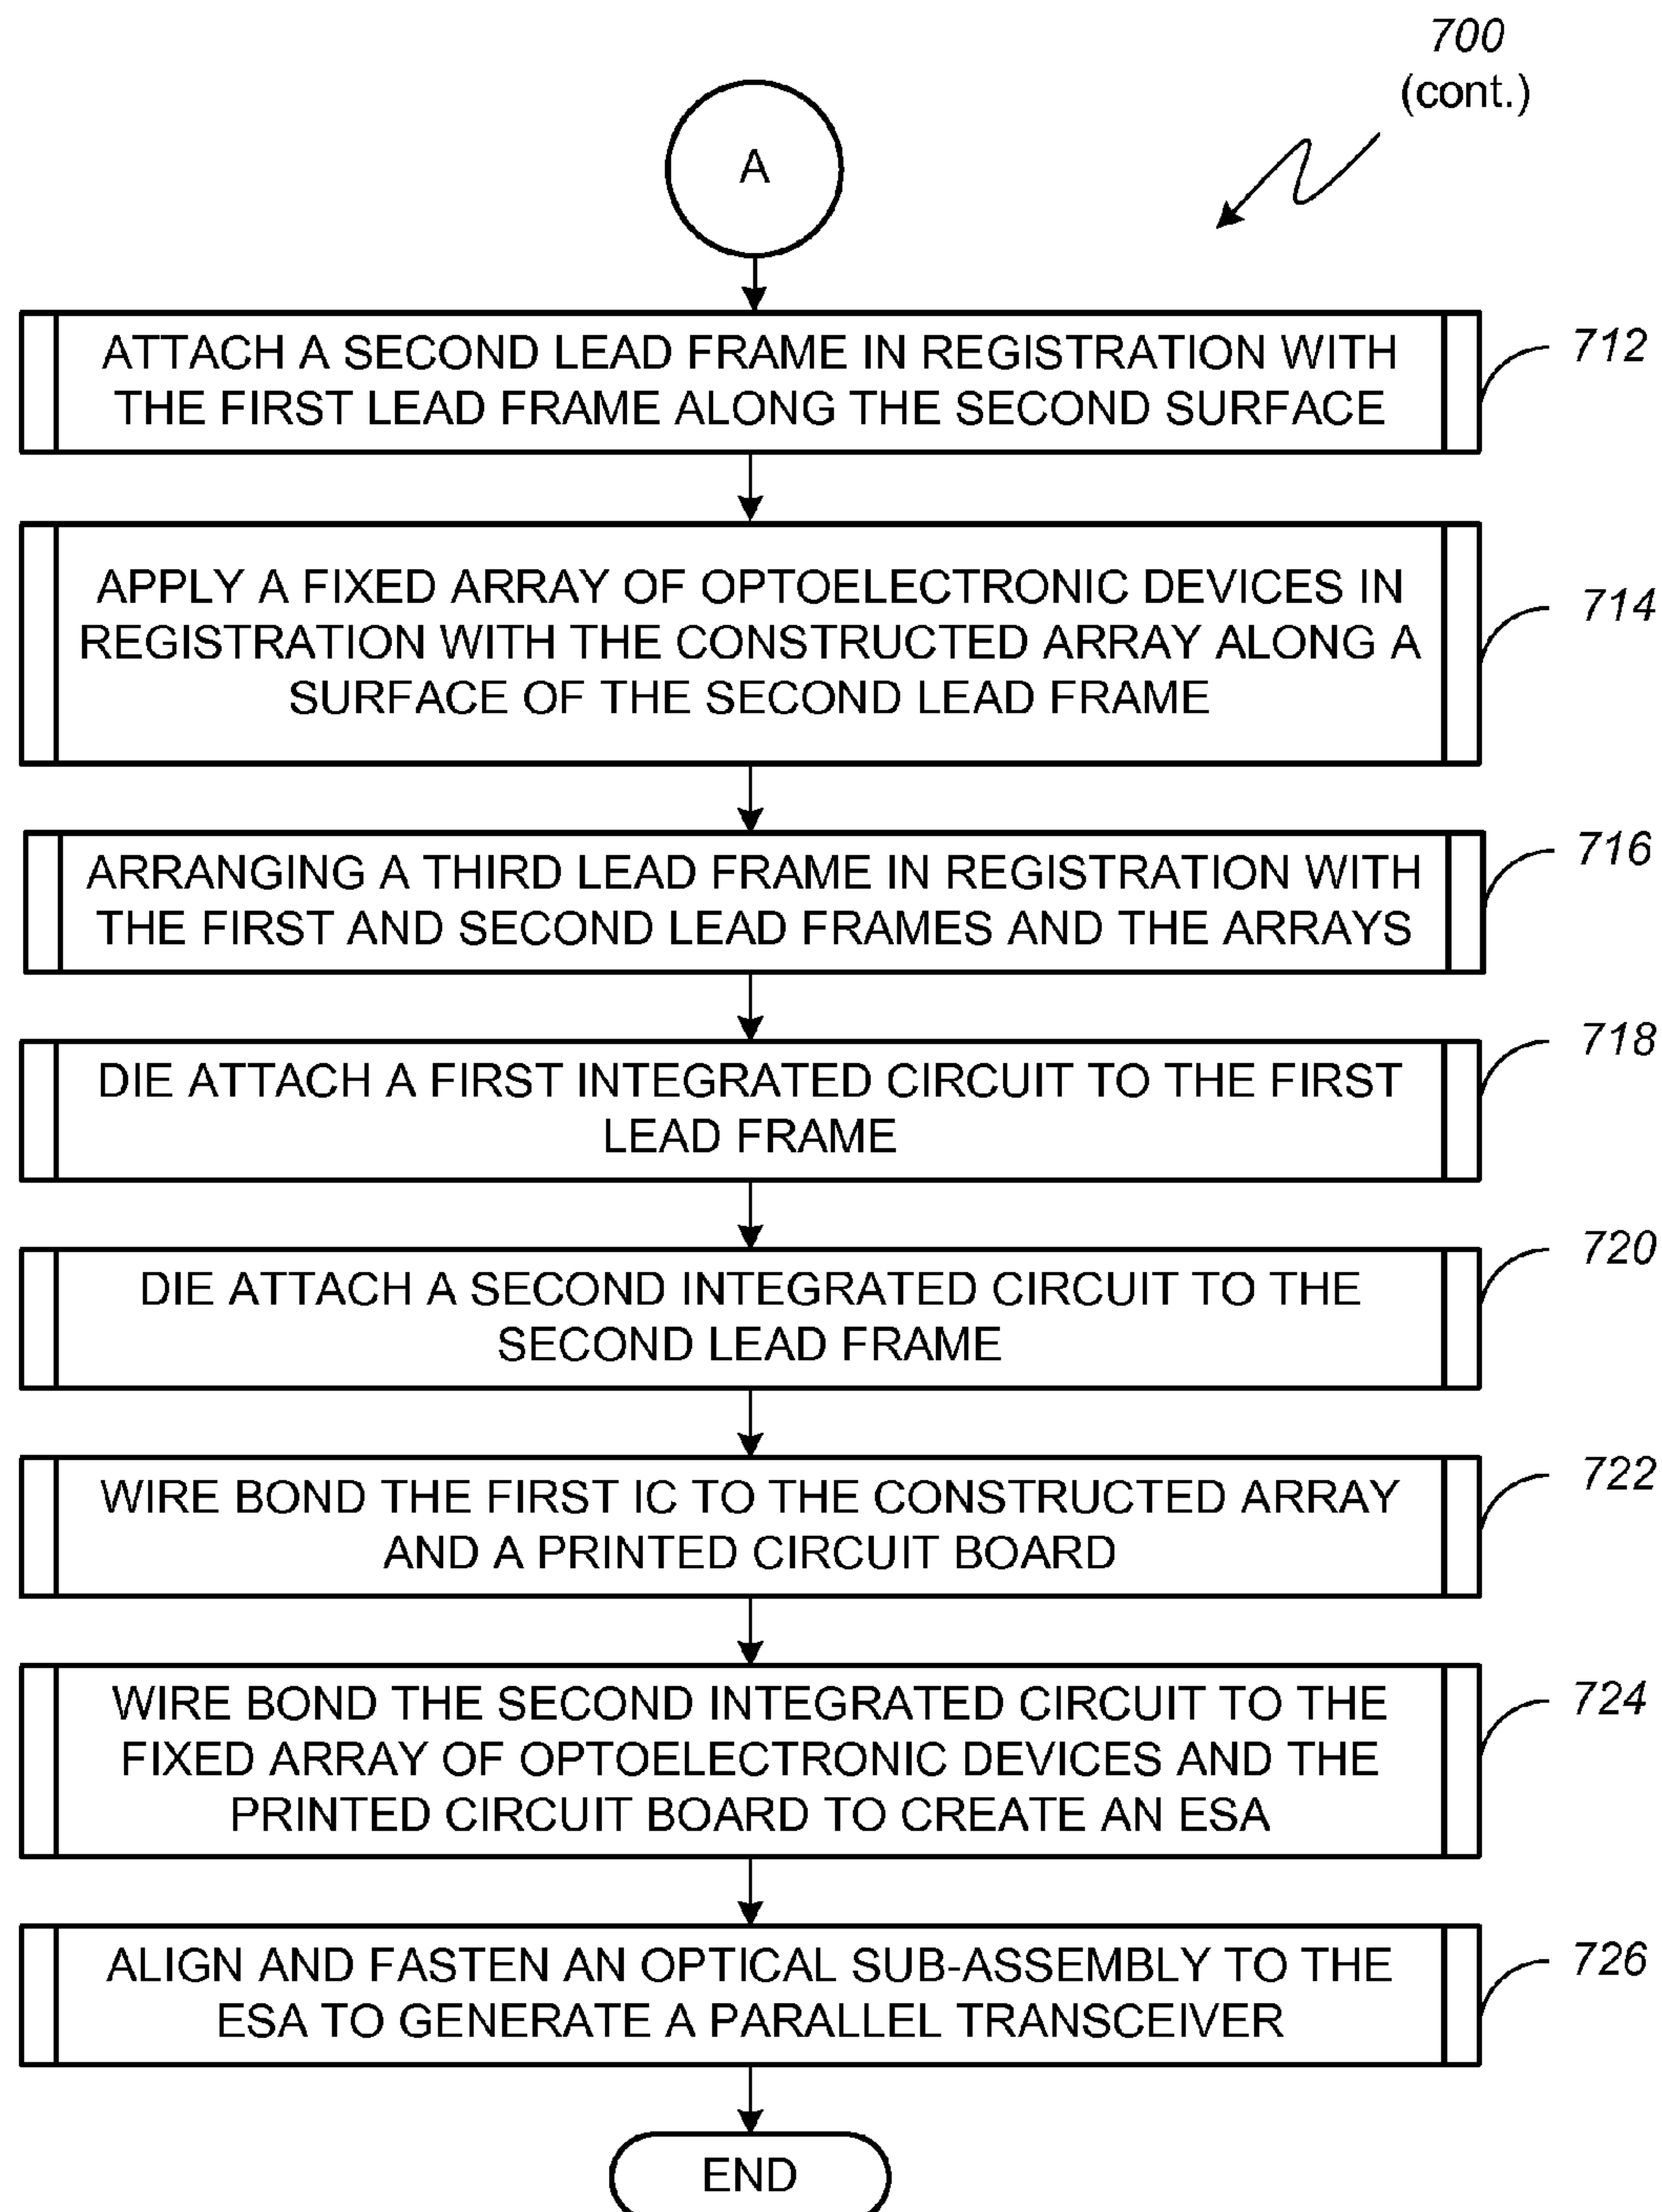 700
(cont.)
A
ATTACH A SECOND LEAD FRAME IN REGISTRATION WITH
THE FIRST LEAD FRAME ALONG THE SECOND SURFACE
712
APPLY A FIXED ARRAY OF OPTOELECTRONIC DEVICES IN
REGISTRATION WITH THE CONSTRUCTED ARRAY ALONG A
SURFACE OF THE SECOND LEAD FRAME
714
ARRANGING A THIRD LEAD FRAME IN REGISTRATION WITH
THE FIRST AND SECOND LEAD FRAMES AND THE ARRAYS
716
DIE ATTACH A FIRST INTEGRATED CIRCUIT TO THE FIRST
LEAD FRAME
718
DIE ATTACH A SECOND INTEGRATED CIRCUIT TO THE
SECOND LEAD FRAME
720
WIRE BOND THE FIRST IC TO THE CONSTRUCTED ARRAY
AND A PRINTED CIRCUIT BOARD
722
WIRE BOND THE SECOND INTEGRATED CIRCUIT TO THE
FIXED ARRAY OF OPTOELECTRONIC DEVICES AND THE
PRINTED CIRCUIT BOARD TO CREATE AN ESA
724
ALIGN AND FASTEN AN OPTICAL SUB-ASSEMBLY TO THE
ESA TO GENERATE A PARALLEL TRANSCEIVER
726
END